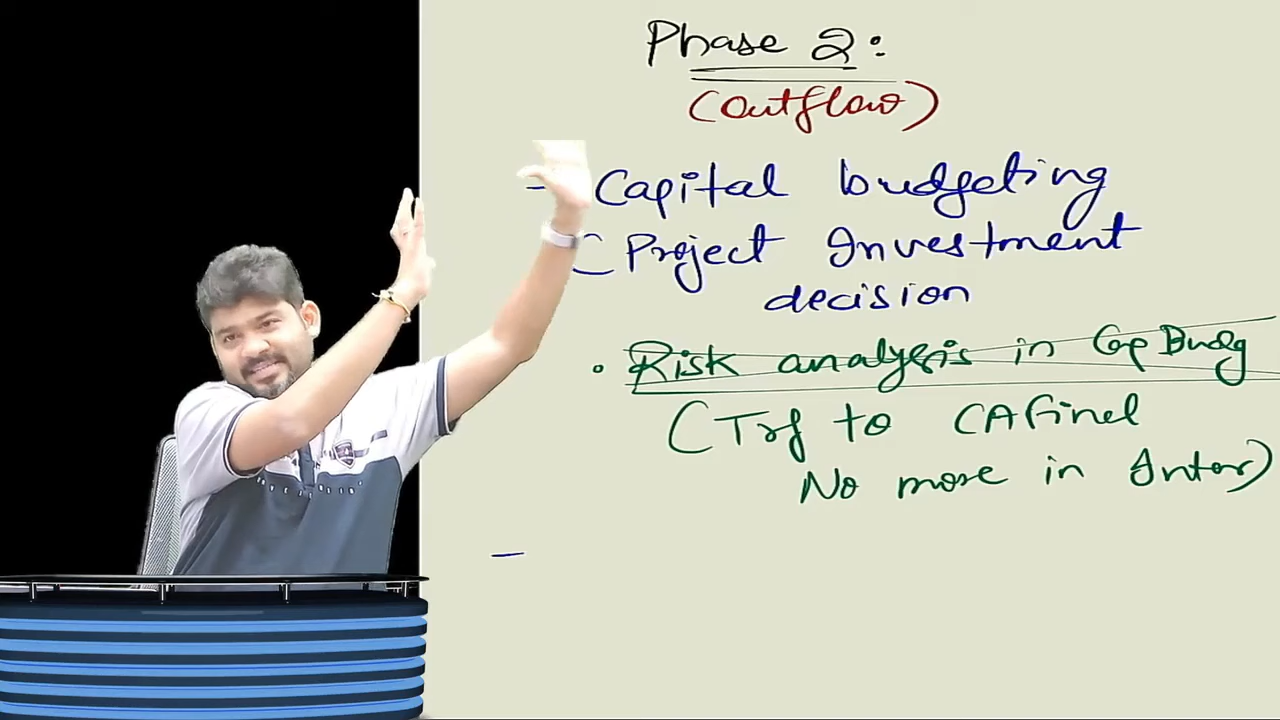 Phase 2:
(Outflow)
- Capital budgeting
(Project Investment
decision
• Risk analysis in Cap Budg
(Trf to CA Final
No more in Inter)
-